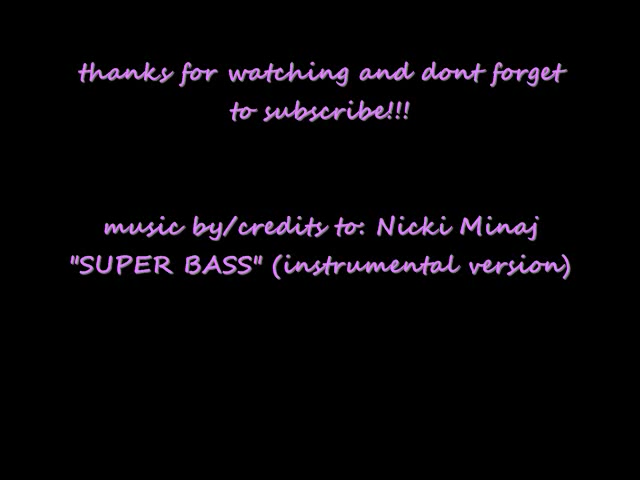 thanks for watching and dont forget
to subscribe!!!
music by/credits to: Nicki Minaj
"SUPER BASS" (instrumental version)